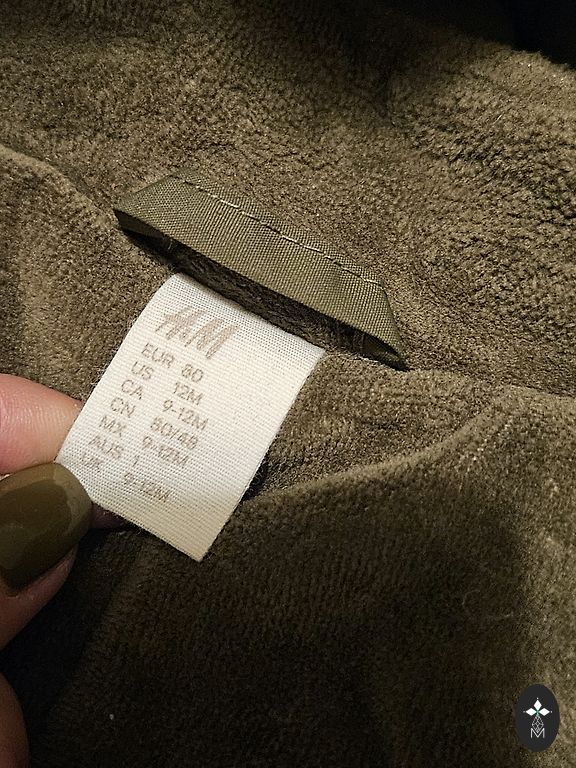 H&M
EUR 80
US 12M
CA 9-12M
CN 80/48
MX 9-12M
AUS 1
UK 9-12M
M